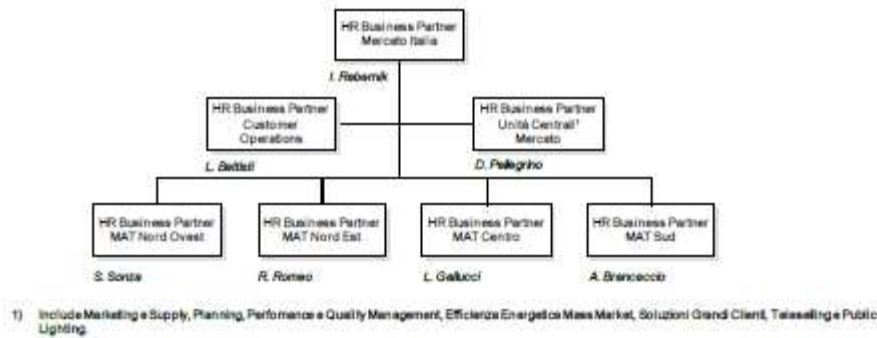 HR Business Partner
Mercato Italia
I. Rebernik
HR Business Partner
Customer
Operations
L. Battisti
HR Business Partner
Unità Centrali¹
Mercato
D. Pellegrino
HR Business Partner
MAT Nord Ovest
S. Sonza
HR Business Partner
MAT Nord Est
R. Romeo
HR Business Partner
MAT Centro
L. Gallucci
HR Business Partner
MAT Sud
A. Brancaccio
1) Include Marketing e Supply, Planning, Performance e Quality Management, Efficienza Energetica Mass Market, Soluzioni Grandi Clienti, Teleselling e Public
Lighting.